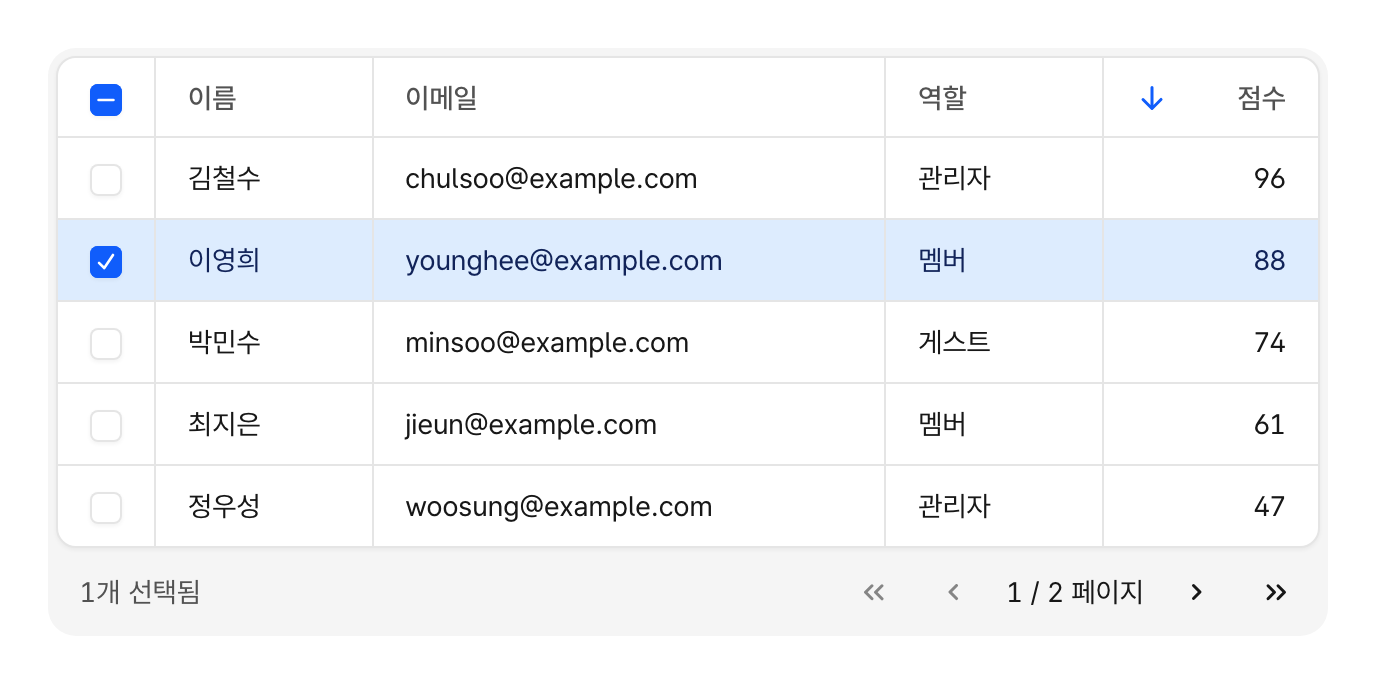 이름 이메일 역할 점수
김철수 chulsoo@example.com 관리자 96
이영희 younghee@example.com 멤버 88
박민수 minsoo@example.com 게스트 74
최지은 jieun@example.com 멤버 61
정우성 woosung@example.com 관리자 47
1개 선택됨 1 / 2 페이지